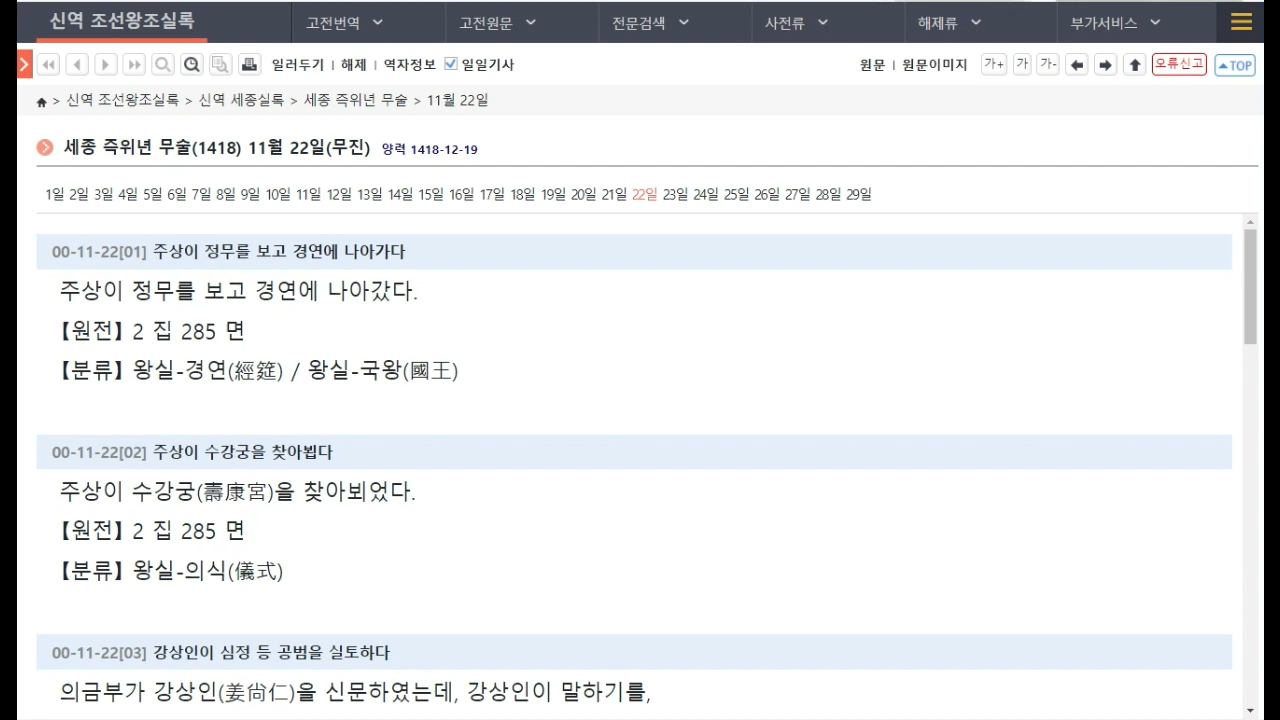 신역 조선왕조실록 고전번역 고전원문 전문검색 사전류 해제류 부가서비스
일러두기 | 해제 | 역자정보 일일기사 원문 | 원문이미지 가+ 가 가- 오류신고 TOP
> 신역 조선왕조실록 > 신역 세종실록 > 세종 즉위년 무술 > 11월 22일
세종 즉위년 무술(1418) 11월 22일(무진) 양력 1418-12-19
1일 2일 3일 4일 5일 6일 7일 8일 9일 10일 11일 12일 13일 14일 15일 16일 17일 18일 19일 20일 21일 22일 23일 24일 25일 26일 27일 28일 29일
00-11-22[01] 주상이 정무를 보고 경연에 나아가다
주상이 정무를 보고 경연에 나아갔다.
【원전】 2 집 285 면
【분류】 왕실-경연(經筵) / 왕실-국왕(國王)
00-11-22[02] 주상이 수강궁을 찾아뵙다
주상이 수강궁(壽康宮)을 찾아뵈었다.
【원전】 2 집 285 면
【분류】 왕실-의식(儀式)
00-11-22[03] 강상인이 심정 등 공범을 실토하다
의금부가 강상인(姜尙仁)을 신문하였는데, 강상인이 말하기를,